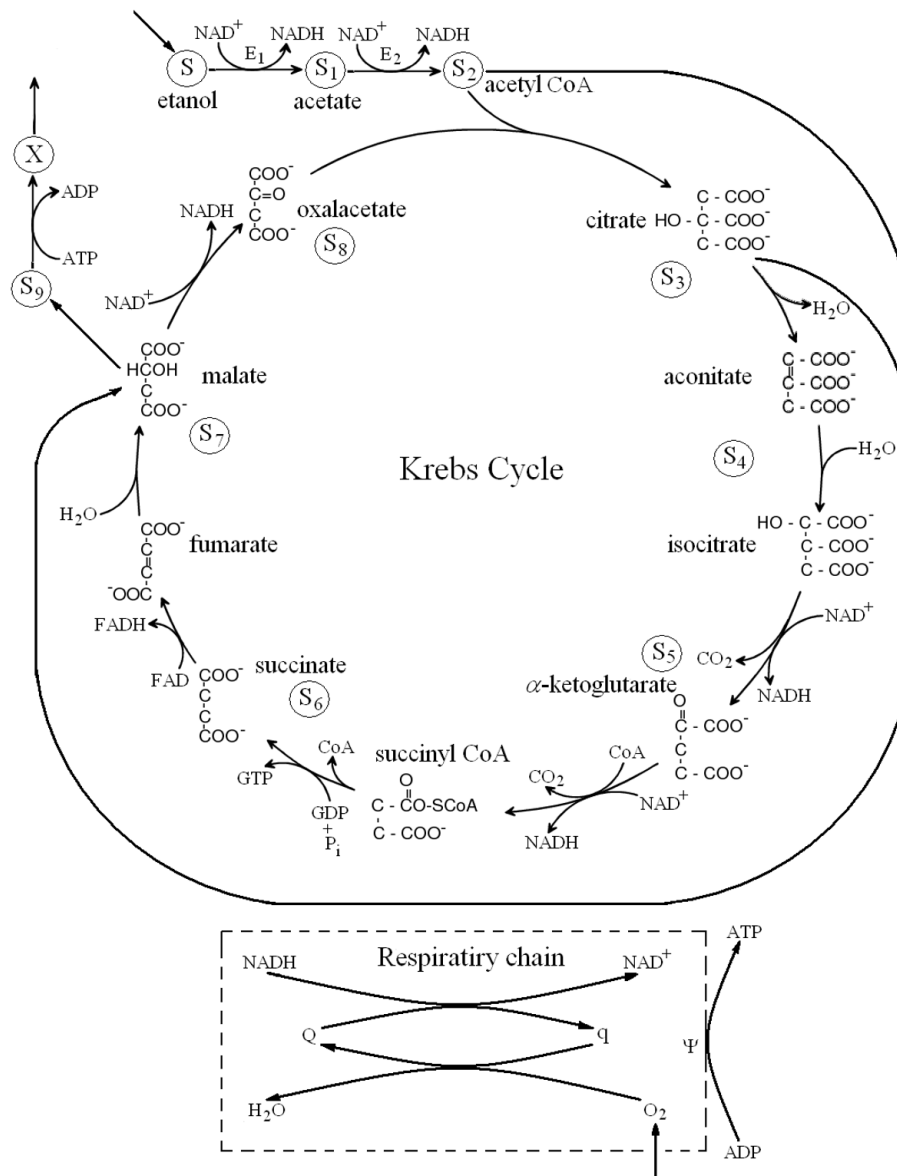 NAD+ NADH NAD+ NADH
E1 E2
S S1 S2
etanol acetate acetyl CoA
X
ADP
ATP
S9
NADH
NAD+
COO-
C=O
C
COO-
oxalacetate
S8
citrate
C - COO-
HO - C - COO-
C - COO-
S3
H2O
aconitate
C - COO-
C - COO-
C - COO-
S4
H2O
isocitrate
HO - C - COO-
C - COO-
C - COO-
NAD+
CO2
NADH
S5
α-ketoglutarate
O
C - COO-
C
C - COO-
CoA
CO2
NAD+
NADH
succinyl CoA
O
C - CO-SCoA
C - COO-
CoA
GTP
GDP
+
Pi
succinate
S6
COO-
C
C
COO-
FADH
FAD
fumarate
COO-
C
C
-OOC
H2O
malate
COO-
HCOH
C
COO-
S7
Krebs Cycle
Respiratiry chain
NADH NAD+
Q q
H2O O2
Ψ
ATP
ADP